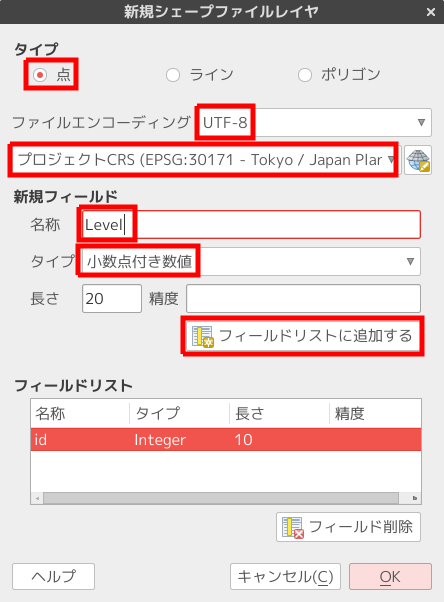 新規シェープファイルレイヤ
タイプ
点 ライン ポリゴン
ファイルエンコーディング UTF-8
プロジェクトCRS (EPSG:30171 - Tokyo / Japan Plar
新規フィールド
名称 Level
タイプ 小数点付き数値
長さ 20 精度
フィールドリストに追加する
フィールドリスト
名称 タイプ 長さ 精度
id Integer 10
フィールド削除
ヘルプ キャンセル(C) OK